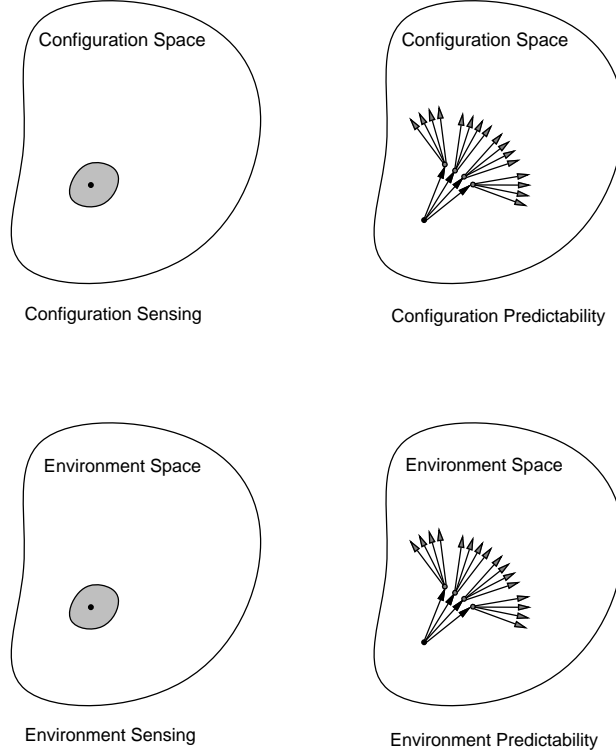 Configuration Space
Configuration Space
Configuration Sensing
Configuration Predictability
Environment Space
Environment Space
Environment Sensing
Environment Predictability